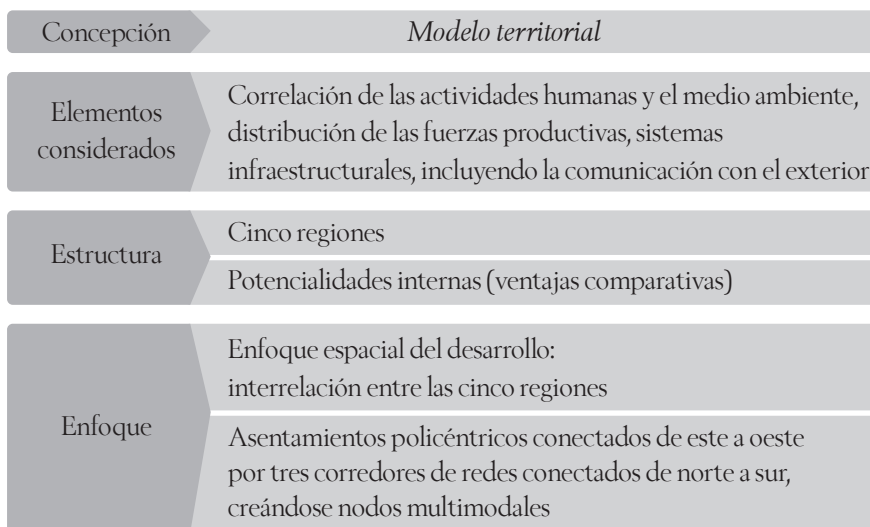 Concepción
Modelo territorial
Elementos
considerados
Correlación de las actividades humanas y el medio ambiente,
distribución de las fuerzas productivas, sistemas
infraestructurales, incluyendo la comunicación con el exterior
Estructura
Cinco regiones
Potencialidades internas (ventajas comparativas)
Enfoque
Enfoque espacial del desarrollo:
interrelación entre las cinco regiones
Asentamientos policéntricos conectados de este a oeste
por tres corredores de redes conectados de norte a sur,
creándose nodos multimodales